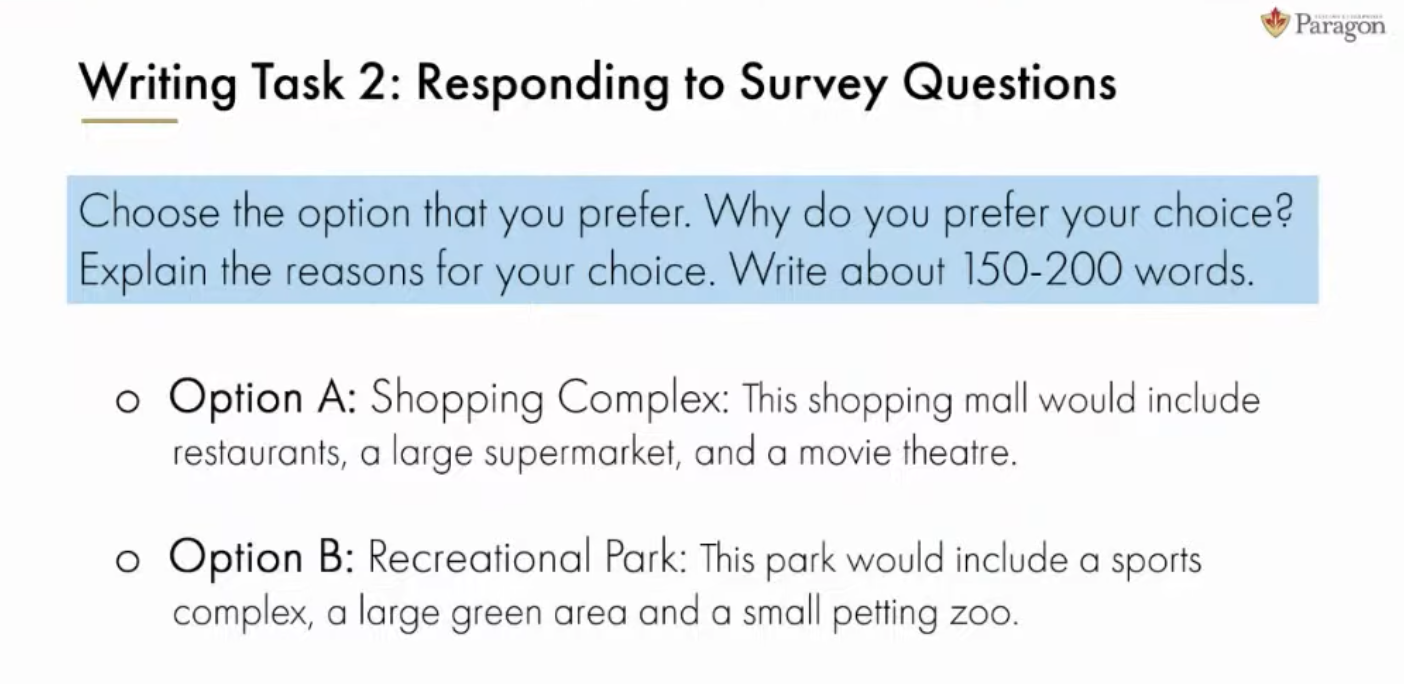 Paragon
Writing Task 2: Responding to Survey Questions
Choose the option that you prefer. Why do you prefer your choice?
Explain the reasons for your choice. Write about 150-200 words.
o Option A: Shopping Complex: This shopping mall would include
restaurants, a large supermarket, and a movie theatre.
o Option B: Recreational Park: This park would include a sports
complex, a large green area and a small petting zoo.